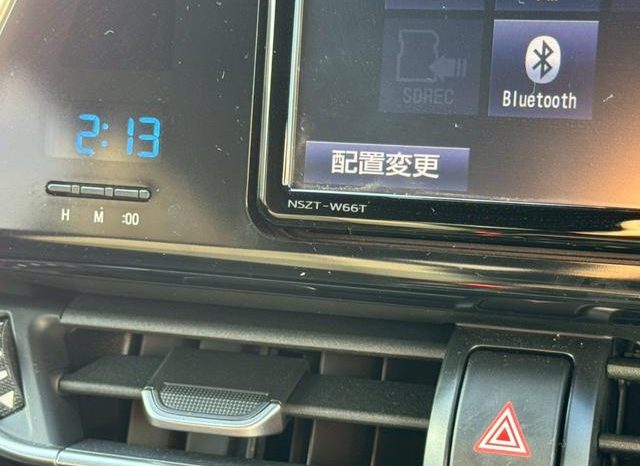 SDREC
Bluetooth
2:13
配置変更
NSZT-W66T
H M :00